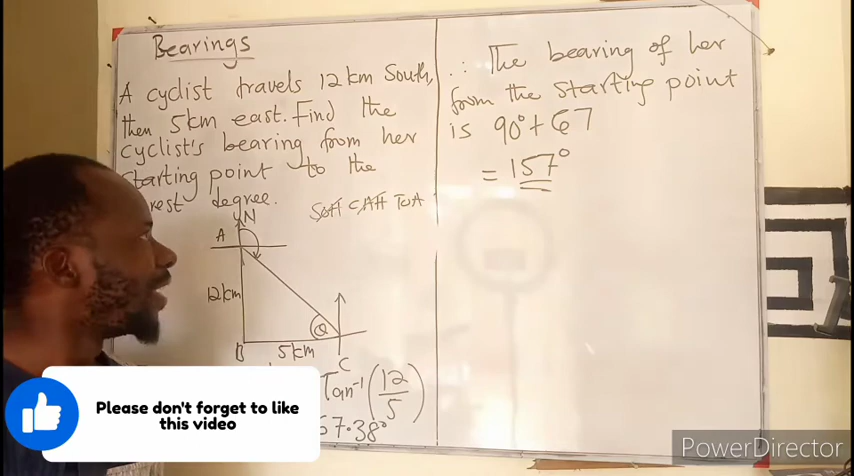 Bearings
A cyclist travels 12km South,
then 5km east. Find the
cyclist's bearing from her
starting point to the
rest degree.
SOH CAH TOA
N
A
12km
θ
B
5km
C
Tan⁻¹ (12/5)
67.38°
∴ The bearing of her
from the starting point
is 90° + 67
= 157°
Please don't forget to like
this video
PowerDirector